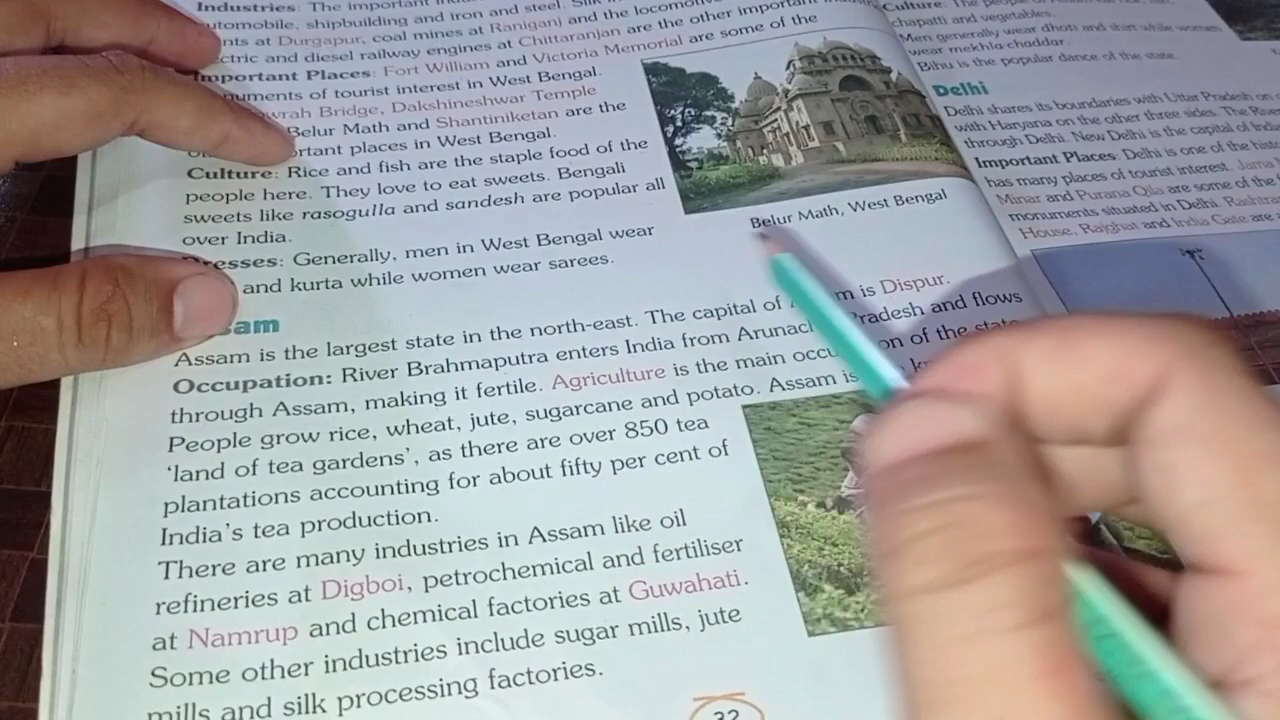 Industries: The important
automobile, shipbuilding and iron and steel. Silk
at Durgapur, coal mines at Raniganj and the locomotive
and diesel railway engines at Chittaranjan are the other important
Important Places: Fort William and Victoria Memorial are some of the
of tourist interest in West Bengal.
Bridge, Dakshineshwar Temple
Belur Math and Shantiniketan are the
places in West Bengal.
Culture: Rice and fish are the staple food of the
people here. They love to eat sweets. Bengali
sweets like rasogulla and sandesh are popular all
over India.
Dresses: Generally, men in West Bengal wear
and kurta while women wear sarees.
Belur Math, West Bengal
Assam is the largest state in the north-east. The capital of is Dispur.
Occupation: River Brahmaputra enters India from Pradesh and flows
through Assam, making it fertile. Agriculture is the main of the state.
People grow rice, wheat, jute, sugarcane and potato. Assam is
‘land of tea gardens’, as there are over 850 tea
plantations accounting for about fifty per cent of
India’s tea production.
There are many industries in Assam like oil
refineries at Digboi, petrochemical and fertiliser
at Namrup and chemical factories at Guwahati.
Some other industries include sugar mills, jute
mills and silk processing factories.
Culture: The people of
chapatti and vegetables.
Men generally wear dhoti and shirt while women
wear mekhla-chaddar
Bihu is the popular dance of the state.
Delhi
Delhi shares its boundaries with Uttar Pradesh on
with Haryana on the other three sides. The
through Delhi. New Delhi is the capital of
Important Places: Delhi is one of the
has many places of tourist interest. Jama
Minar and Purana Qila are some of the
monuments situated in Delhi.
House, Rajghat and India Gate are